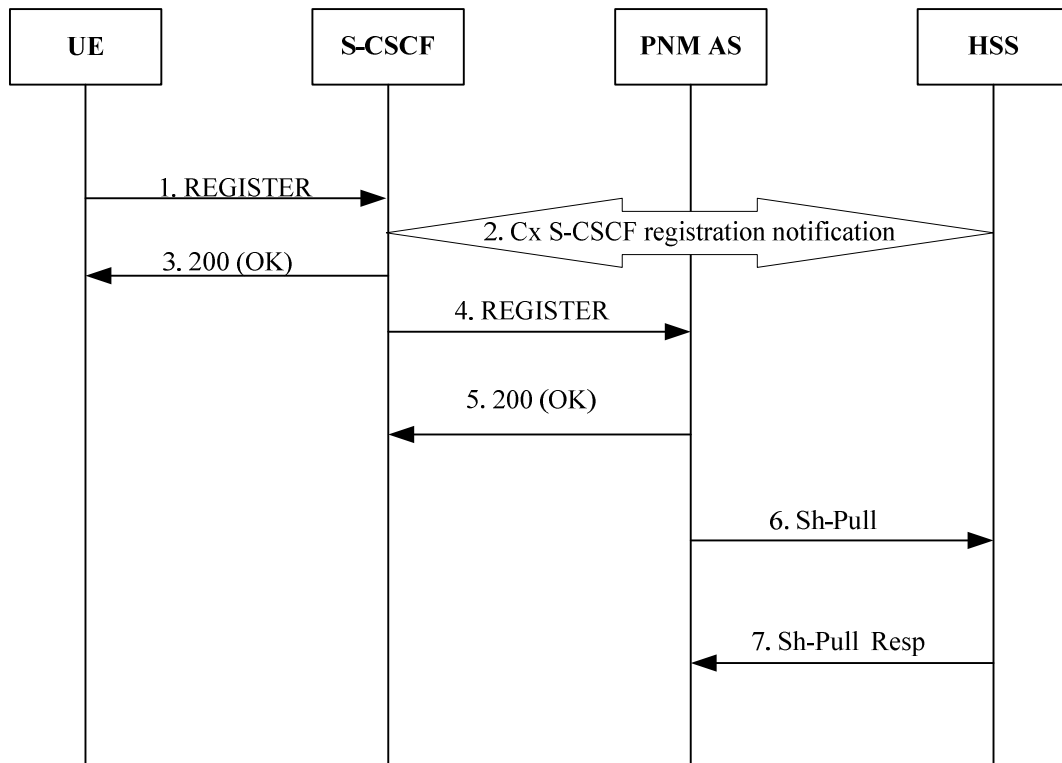 UE
S-CSCF
PNM AS
HSS
1. REGISTER
2. Cx S-CSCF registration notification
3. 200 (OK)
4. REGISTER
5. 200 (OK)
6. Sh-Pull
7. Sh-Pull Resp